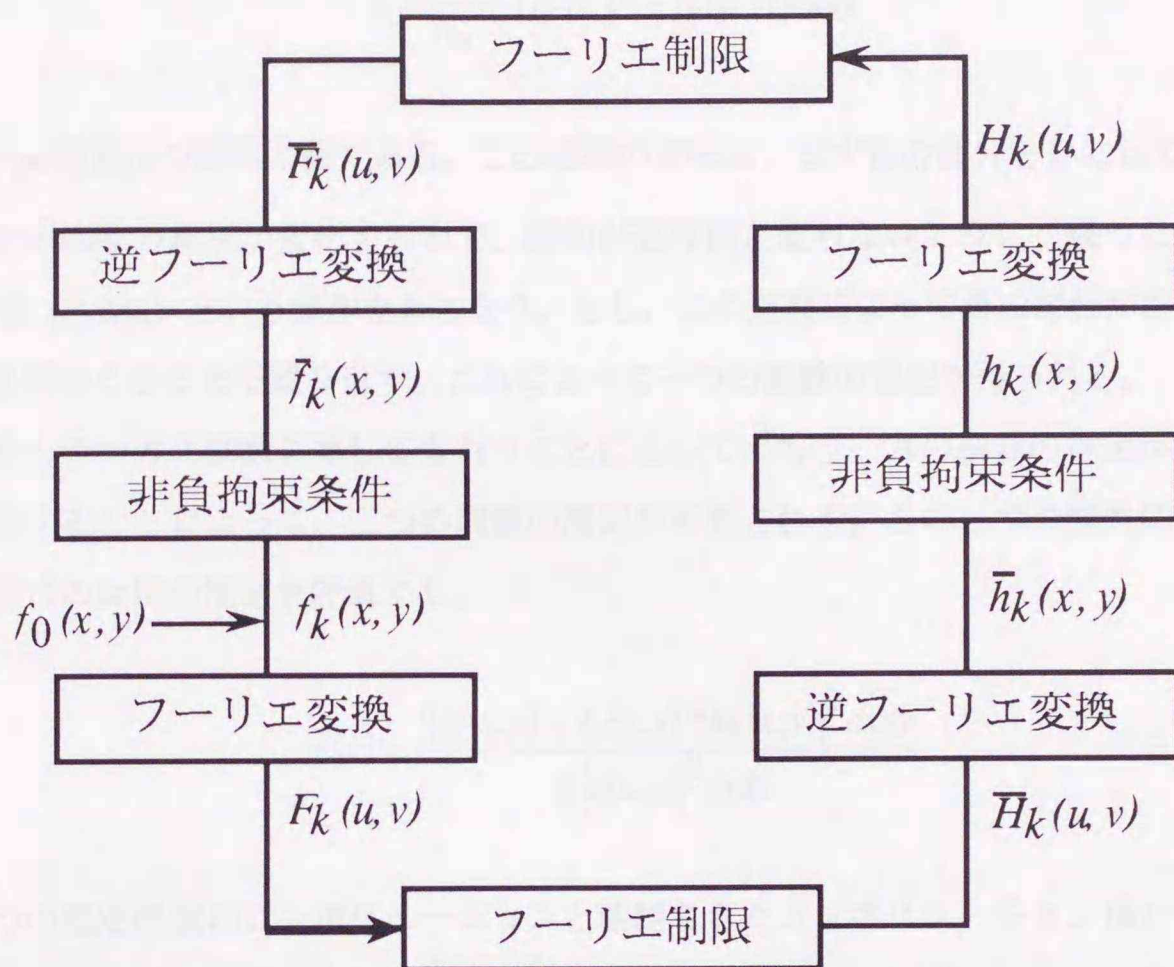 フーリエ制限
F̅k(u,v)
Hk(u,v)
逆フーリエ変換
フーリエ変換
f̅k(x,y)
hk(x,y)
非負拘束条件
非負拘束条件
f0(x,y)
fk(x,y)
h̅k(x,y)
フーリエ変換
逆フーリエ変換
Fk(u,v)
H̅k(u,v)
フーリエ制限